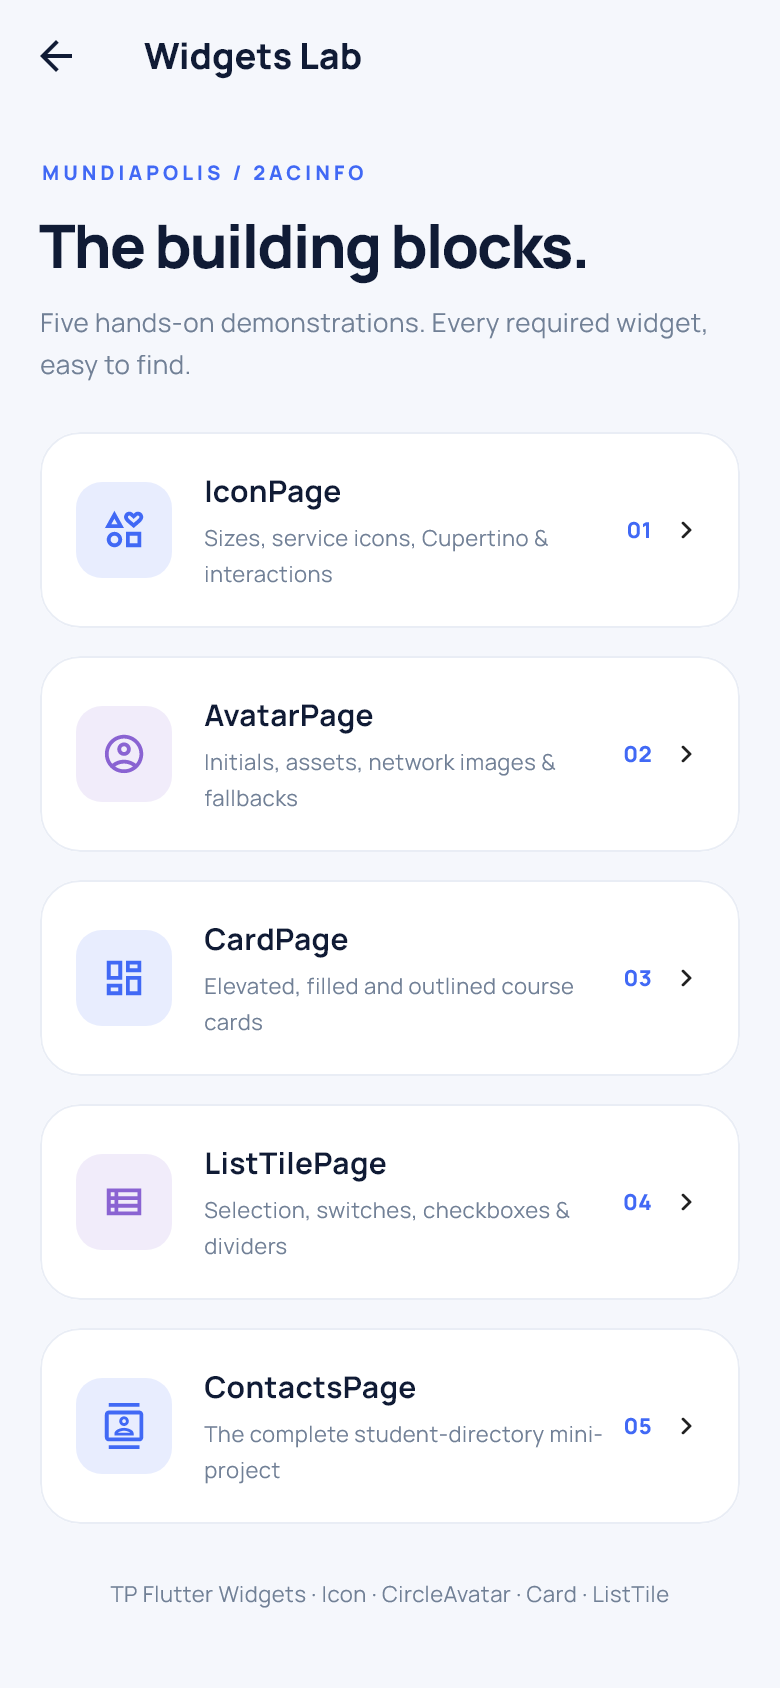 Widgets Lab
MUNDIAPOLIS / 2ACINFO
The building blocks.
Five hands-on demonstrations. Every required widget,
easy to find.
IconPage
Sizes, service icons, Cupertino &
interactions
01
AvatarPage
Initials, assets, network images &
fallbacks
02
CardPage
Elevated, filled and outlined course
cards
03
ListTilePage
Selection, switches, checkboxes &
dividers
04
ContactsPage
The complete student-directory mini-
project
05
TP Flutter Widgets · Icon · CircleAvatar · Card · ListTile